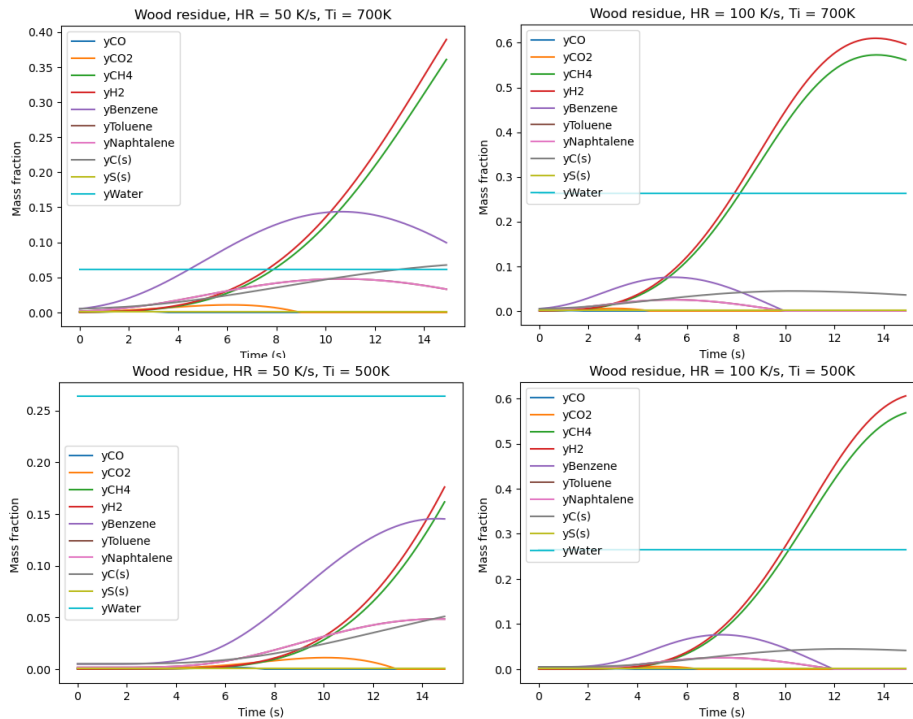 Wood residue, HR = 50 K/s, Ti = 700K
Mass fraction
0.40
0.35
0.30
0.25
0.20
0.15
0.10
0.05
0.00
yCO
yCO2
yCH4
yH2
yBenzene
yToluene
yNaphtalene
yC(s)
yS(s)
yWater
0 2 4 6 8 10 12 14
Time (s)
Wood residue, HR = 100 K/s, Ti = 700K
Mass fraction
0.6
0.5
0.4
0.3
0.2
0.1
0.0
yCO
yCO2
yCH4
yH2
yBenzene
yToluene
yNaphtalene
yC(s)
yS(s)
yWater
0 2 4 6 8 10 12 14
Time (s)
Wood residue, HR = 50 K/s, Ti = 500K
Mass fraction
0.25
0.20
0.15
0.10
0.05
0.00
yCO
yCO2
yCH4
yH2
yBenzene
yToluene
yNaphtalene
yC(s)
yS(s)
yWater
0 2 4 6 8 10 12 14
Time (s)
Wood residue, HR = 100 K/s, Ti = 500K
Mass fraction
0.6
0.5
0.4
0.3
0.2
0.1
0.0
yCO
yCO2
yCH4
yH2
yBenzene
yToluene
yNaphtalene
yC(s)
yS(s)
yWater
0 2 4 6 8 10 12 14
Time (s)